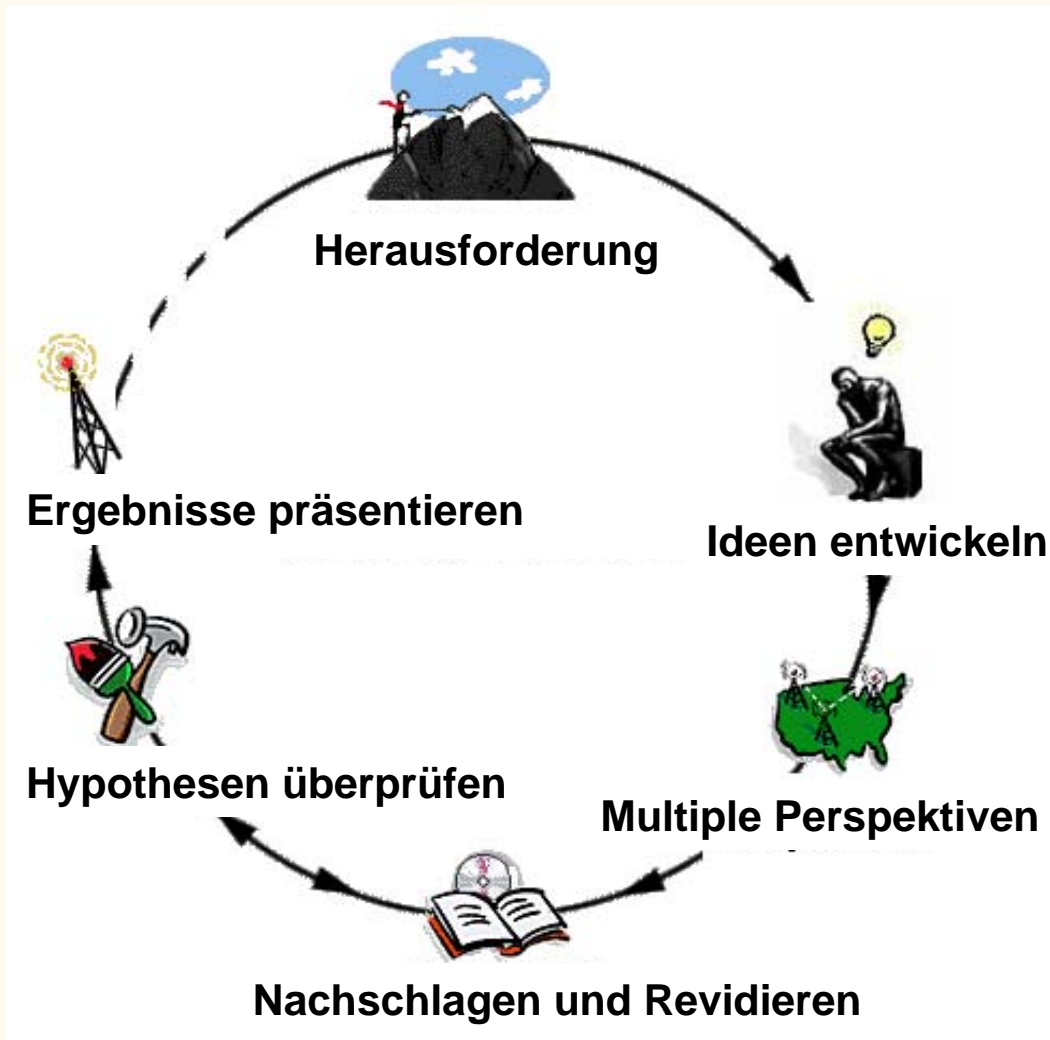 Herausforderung
Ideen entwickeln
Multiple Perspektiven
Nachschlagen und Revidieren
Hypothesen überprüfen
Ergebnisse präsentieren